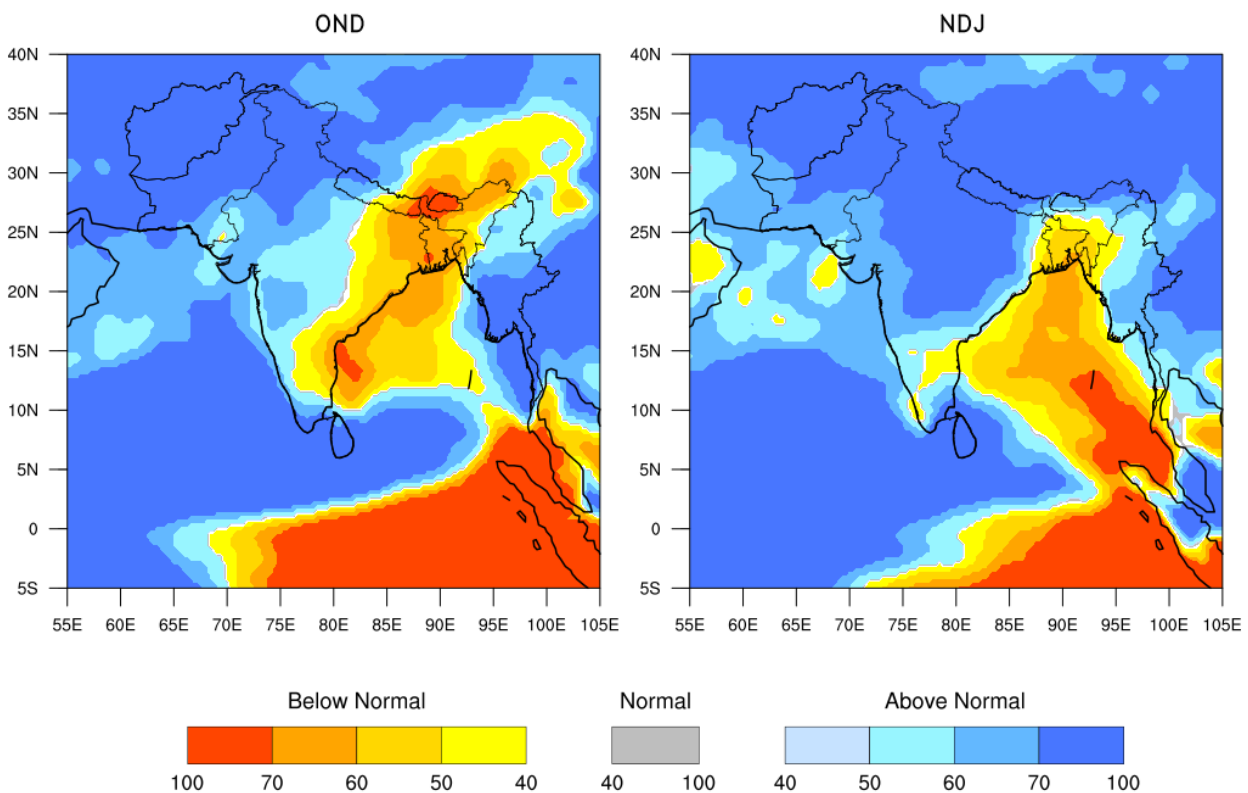 OND
40N
35N
30N
25N
20N
15N
10N
5N
0
5S
55E 60E 65E 70E 75E 80E 85E 90E 95E 100E 105E
NDJ
40N
35N
30N
25N
20N
15N
10N
5N
0
5S
55E 60E 65E 70E 75E 80E 85E 90E 95E 100E 105E
Below Normal
100 70 60 50 40
Normal
40 100
Above Normal
40 50 60 70 100